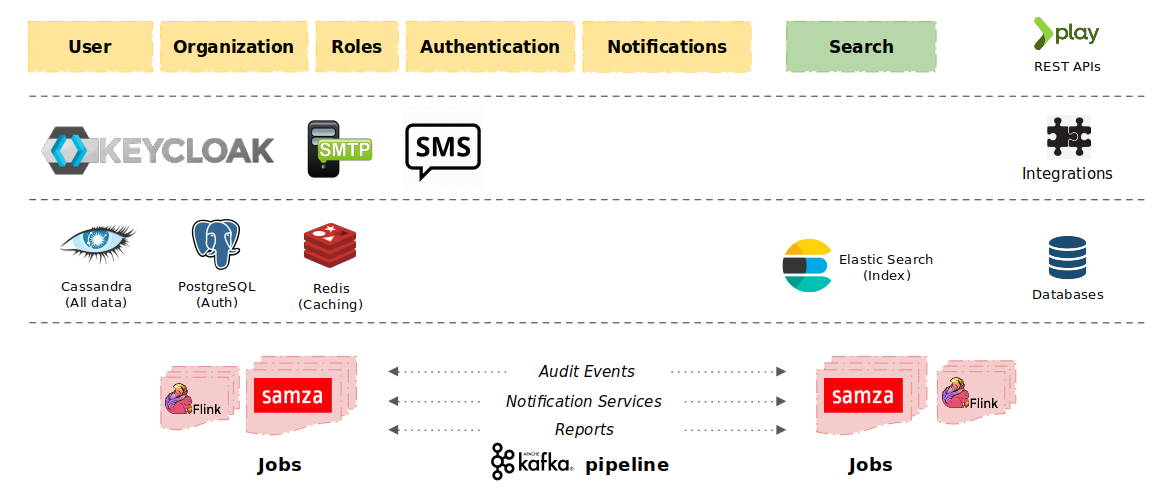 User
Organization
Roles
Authentication
Notifications
Search
play
REST APIs
KEYCLOAK
SMTP
SMS
Integrations
Cassandra
(All data)
PostgreSQL
(Auth)
Redis
(Caching)
Elastic Search
(Index)
Databases
Flink
samza
Audit Events
Notification Services
Reports
samza
Flink
Jobs
APACHE
kafka
pipeline
Jobs